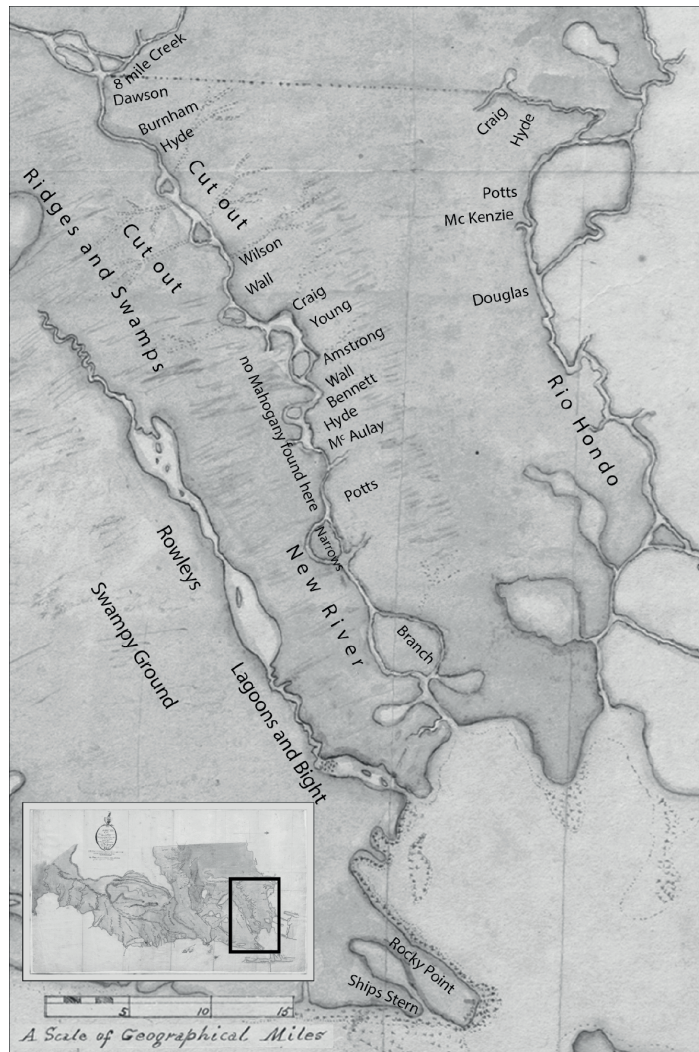 8 mile Creek
Dawson
Burnham
Hyde
Cut out
Craig
Hyde
Potts
Mc Kenzie
Ridges and Swamps
Cut out
Wilson
Wall
Craig
Young
Douglas
Amstrong
Wall
Bennett
Hyde
Mc Aulay
no Mahogany found here
Potts
Rio Hondo
Narrows
New River
Rowleys
Swampy Ground
Branch
Lagoons and Bight
Rocky Point
Ships Stern
5 10 15
A Scale of Geographical Miles